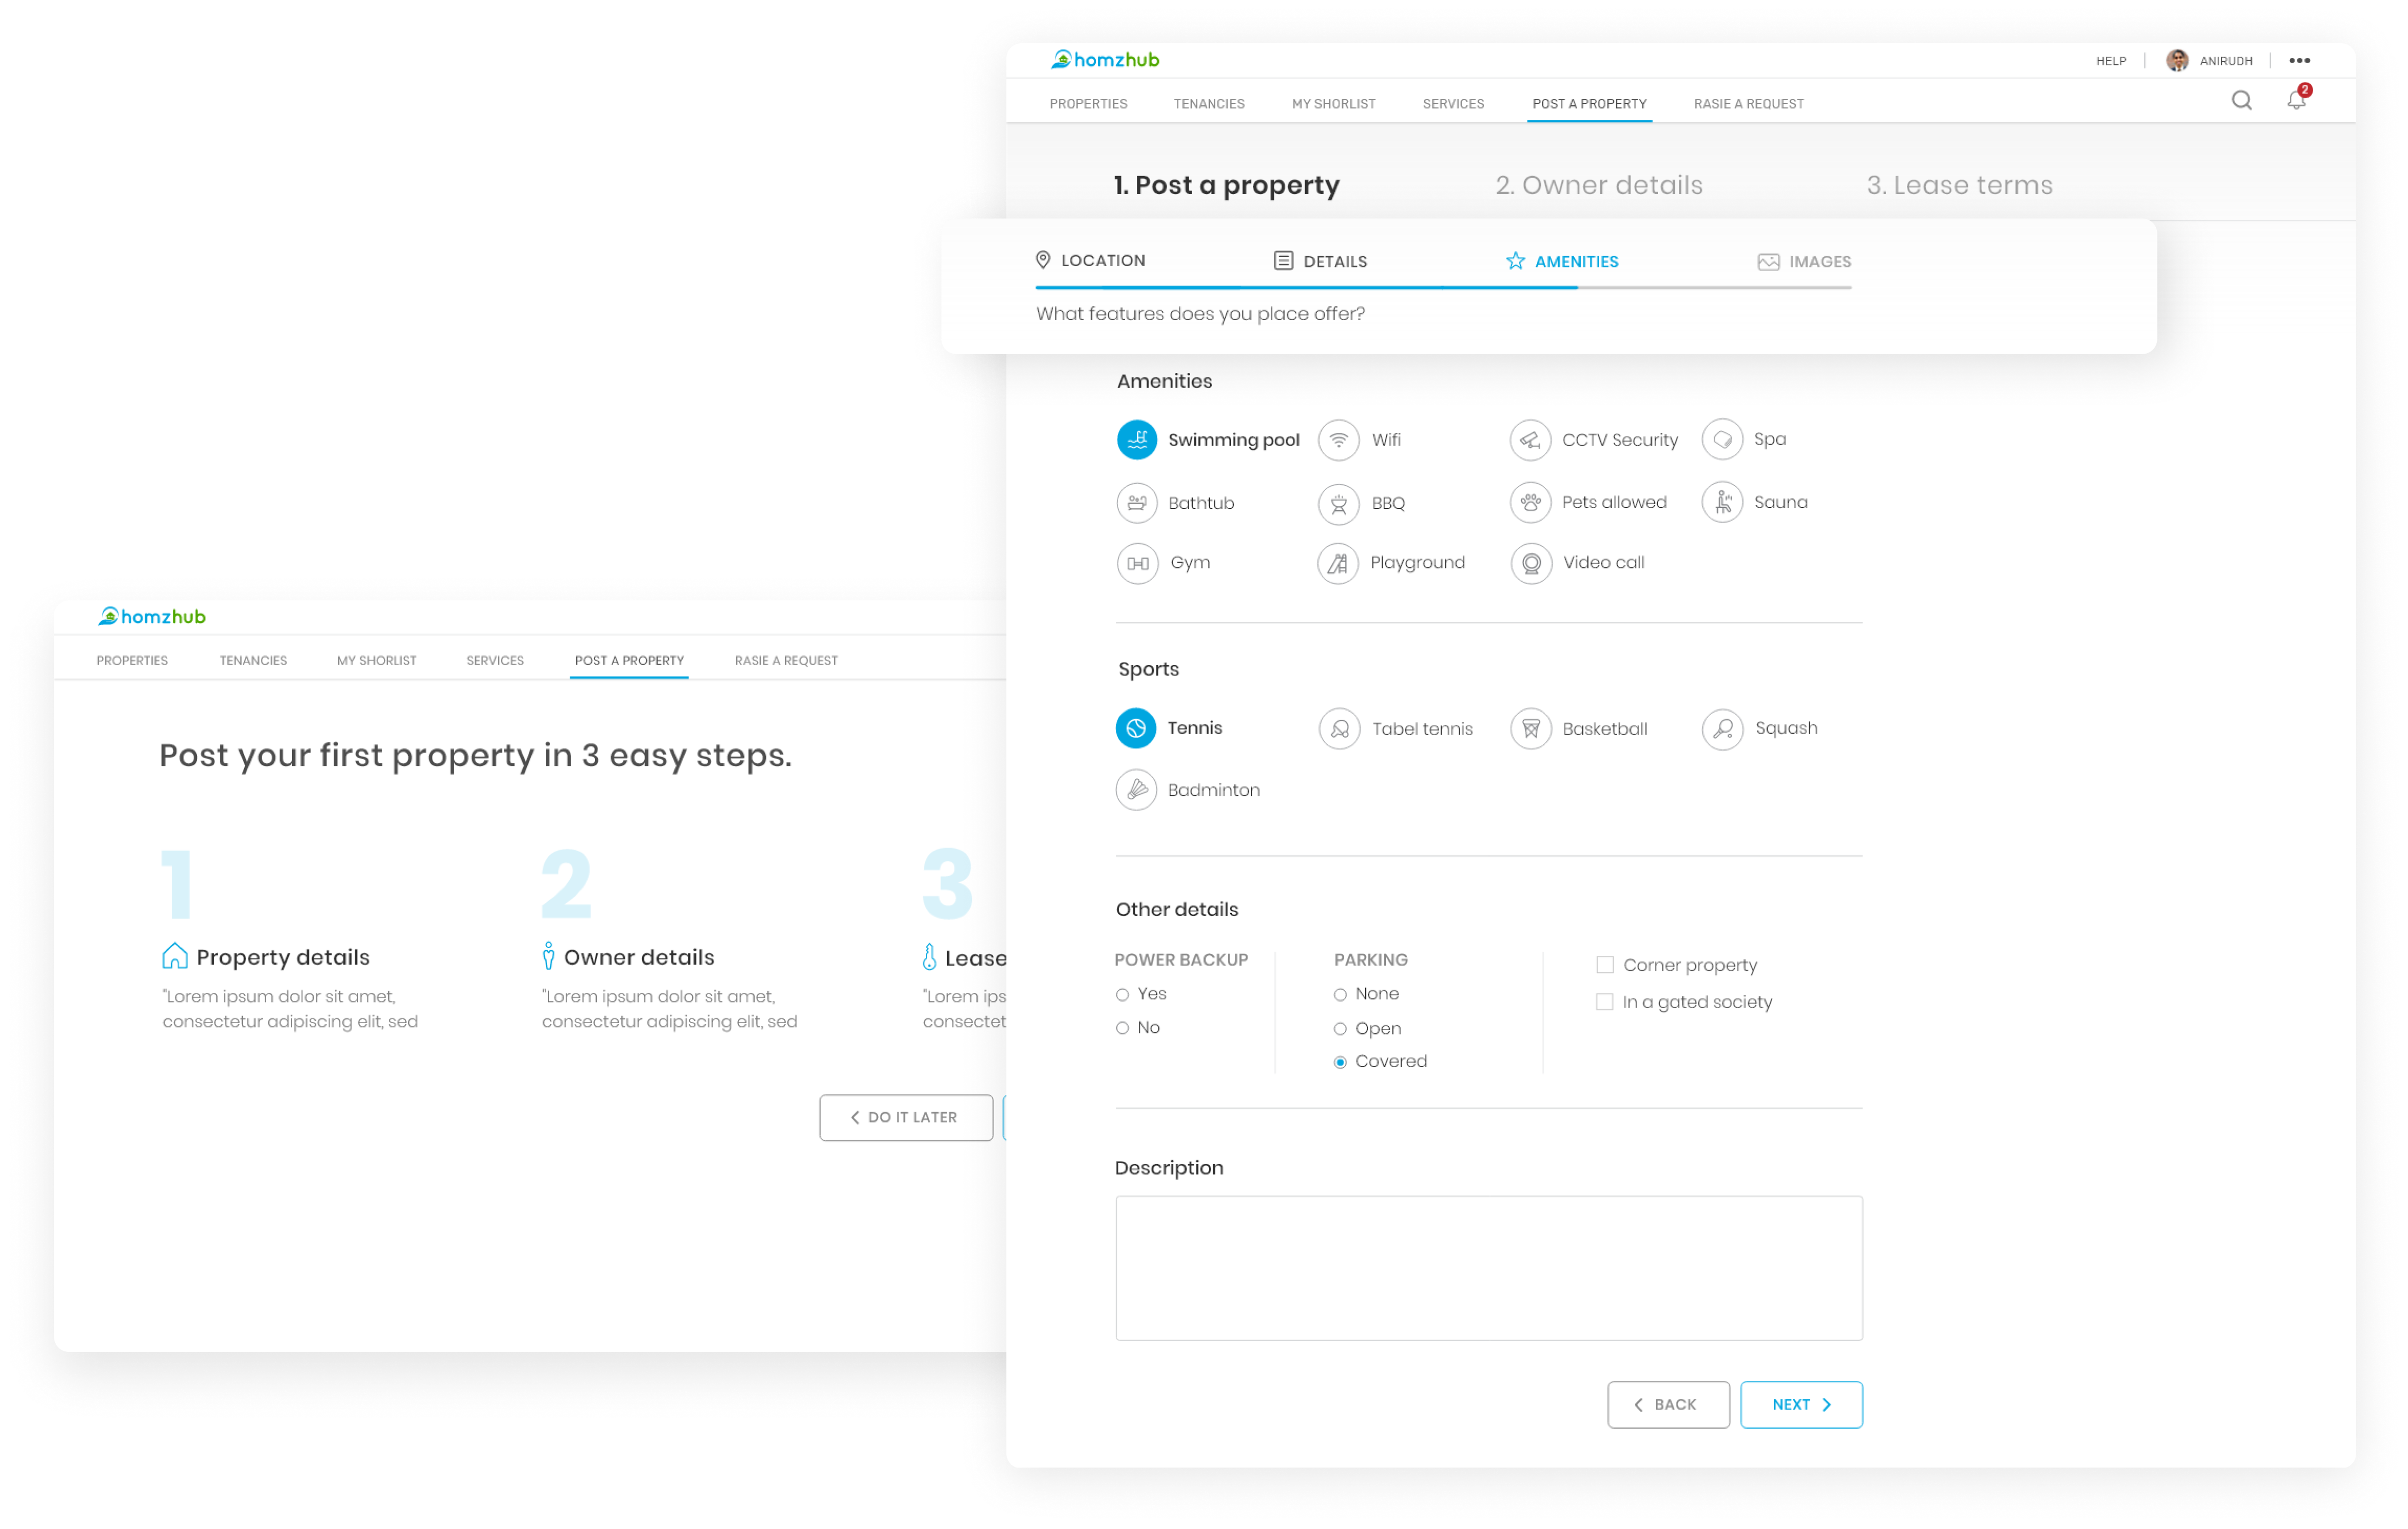 homzhub
HELP ANIRUDH
PROPERTIES TENANCIES MY SHORLIST SERVICES POST A PROPERTY RASIE A REQUEST 2
1. Post a property 2. Owner details 3. Lease terms
LOCATION DETAILS AMENITIES IMAGES
What features does you place offer?
Amenities
Swimming pool Wifi CCTV Security Spa
Bathtub BBQ Pets allowed Sauna
Gym Playground Video call
Sports
Tennis Tabel tennis Basketball Squash
Badminton
Other details
POWER BACKUP PARKING
Corner property
Yes None
In a gated society
No Open
Covered
Description
BACK NEXT
homzhub
PROPERTIES TENANCIES MY SHORLIST SERVICES POST A PROPERTY RASIE A REQUEST
Post your first property in 3 easy steps.
1 2 3
Property details Owner details Lease
"Lorem ipsum dolor sit amet, "Lorem ipsum dolor sit amet, "Lorem ips
consectetur adipiscing elit, sed consectetur adipiscing elit, sed consectet
DO IT LATER